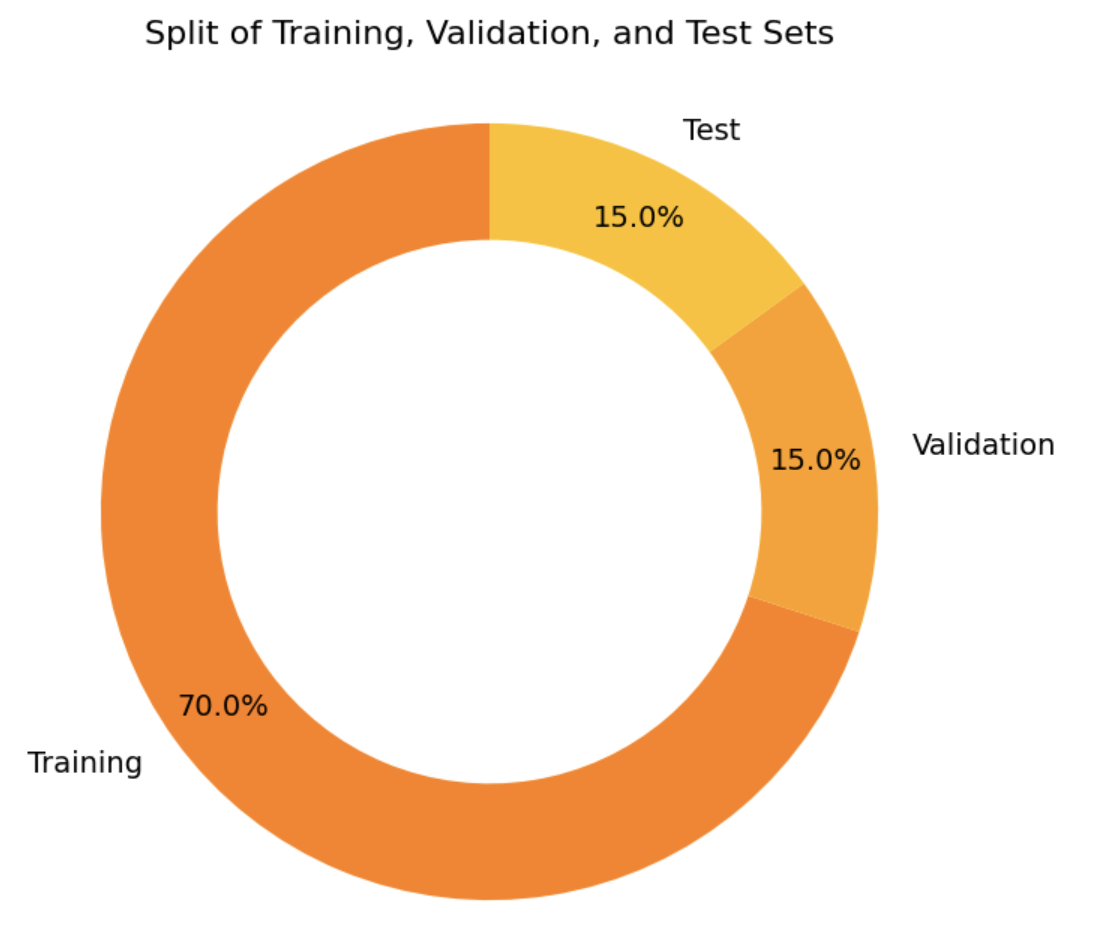 Split of Training, Validation, and Test Sets
Test
15.0%
Validation
15.0%
70.0%
Training